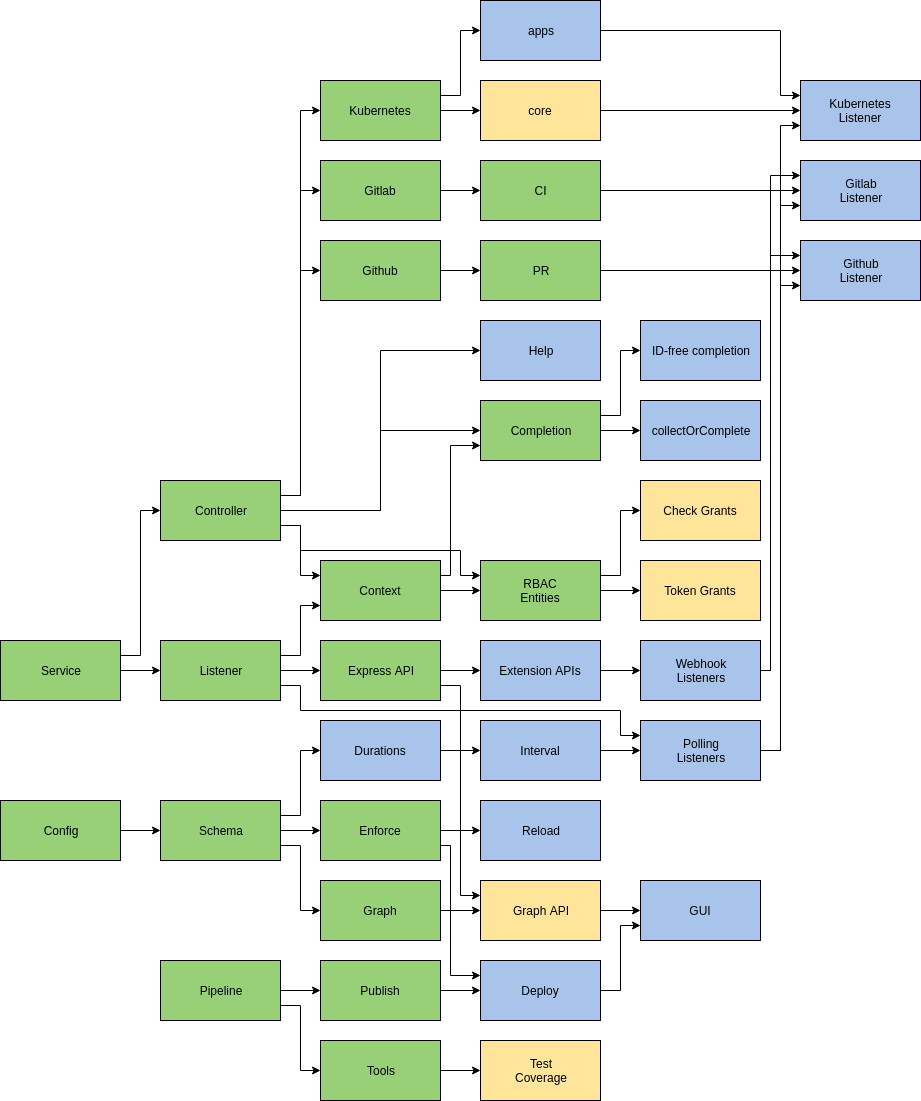 apps
Kubernetes
core
Kubernetes
Listener
Gitlab
CI
Gitlab
Listener
Github
PR
Github
Listener
Help
ID-free completion
Completion
collectOrComplete
Controller
Check Grants
Context
RBAC
Entities
Token Grants
Service
Listener
Express API
Extension APIs
Webhook
Listeners
Durations
Interval
Polling
Listeners
Config
Schema
Enforce
Reload
Graph
Graph API
GUI
Pipeline
Publish
Deploy
Tools
Test
Coverage